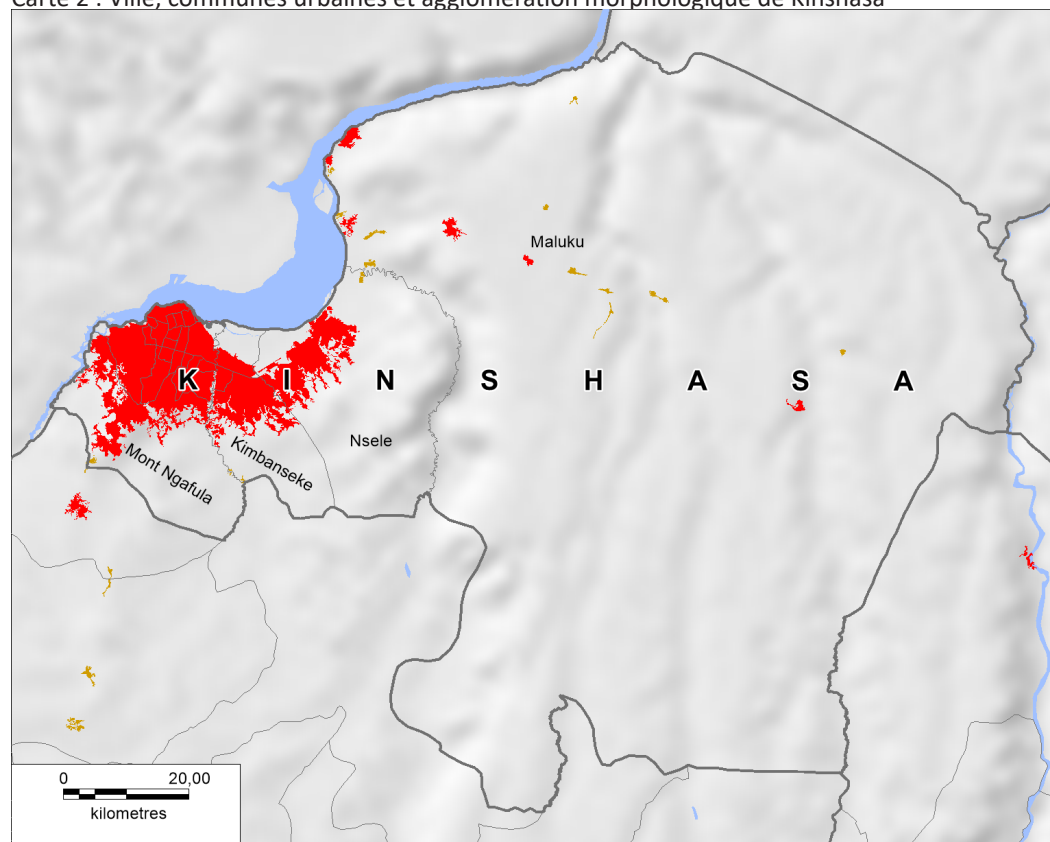 Carte 2 : Ville, communes urbaines et agglomération morphologique de Kinshasa
Maluku
K I N S H A S A
Nsele
Kimbanseke
Mont Ngafula
0 20,00
kilometres